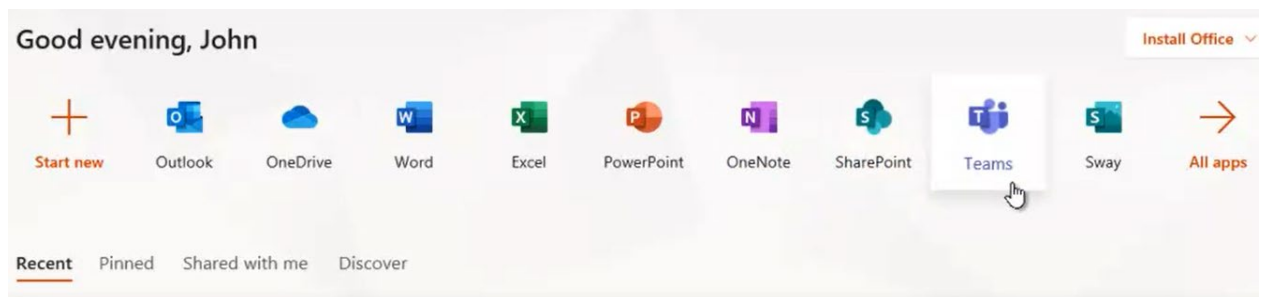 Good evening, John
Install Office
Start new Outlook OneDrive Word Excel PowerPoint OneNote SharePoint Teams Sway All apps
Recent Pinned Shared with me Discover